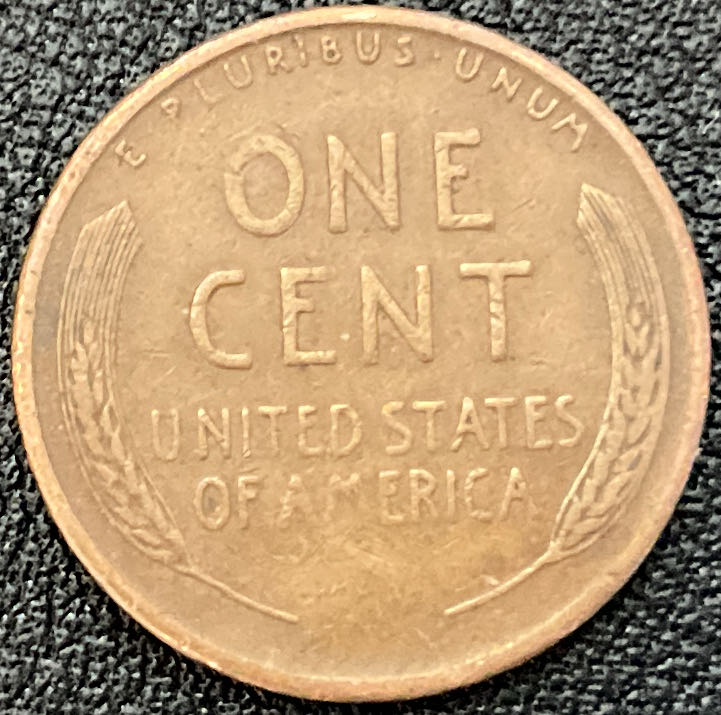 E PLURIBUS · UNUM
ONE
CENT
UNITED STATES
OF AMERICA